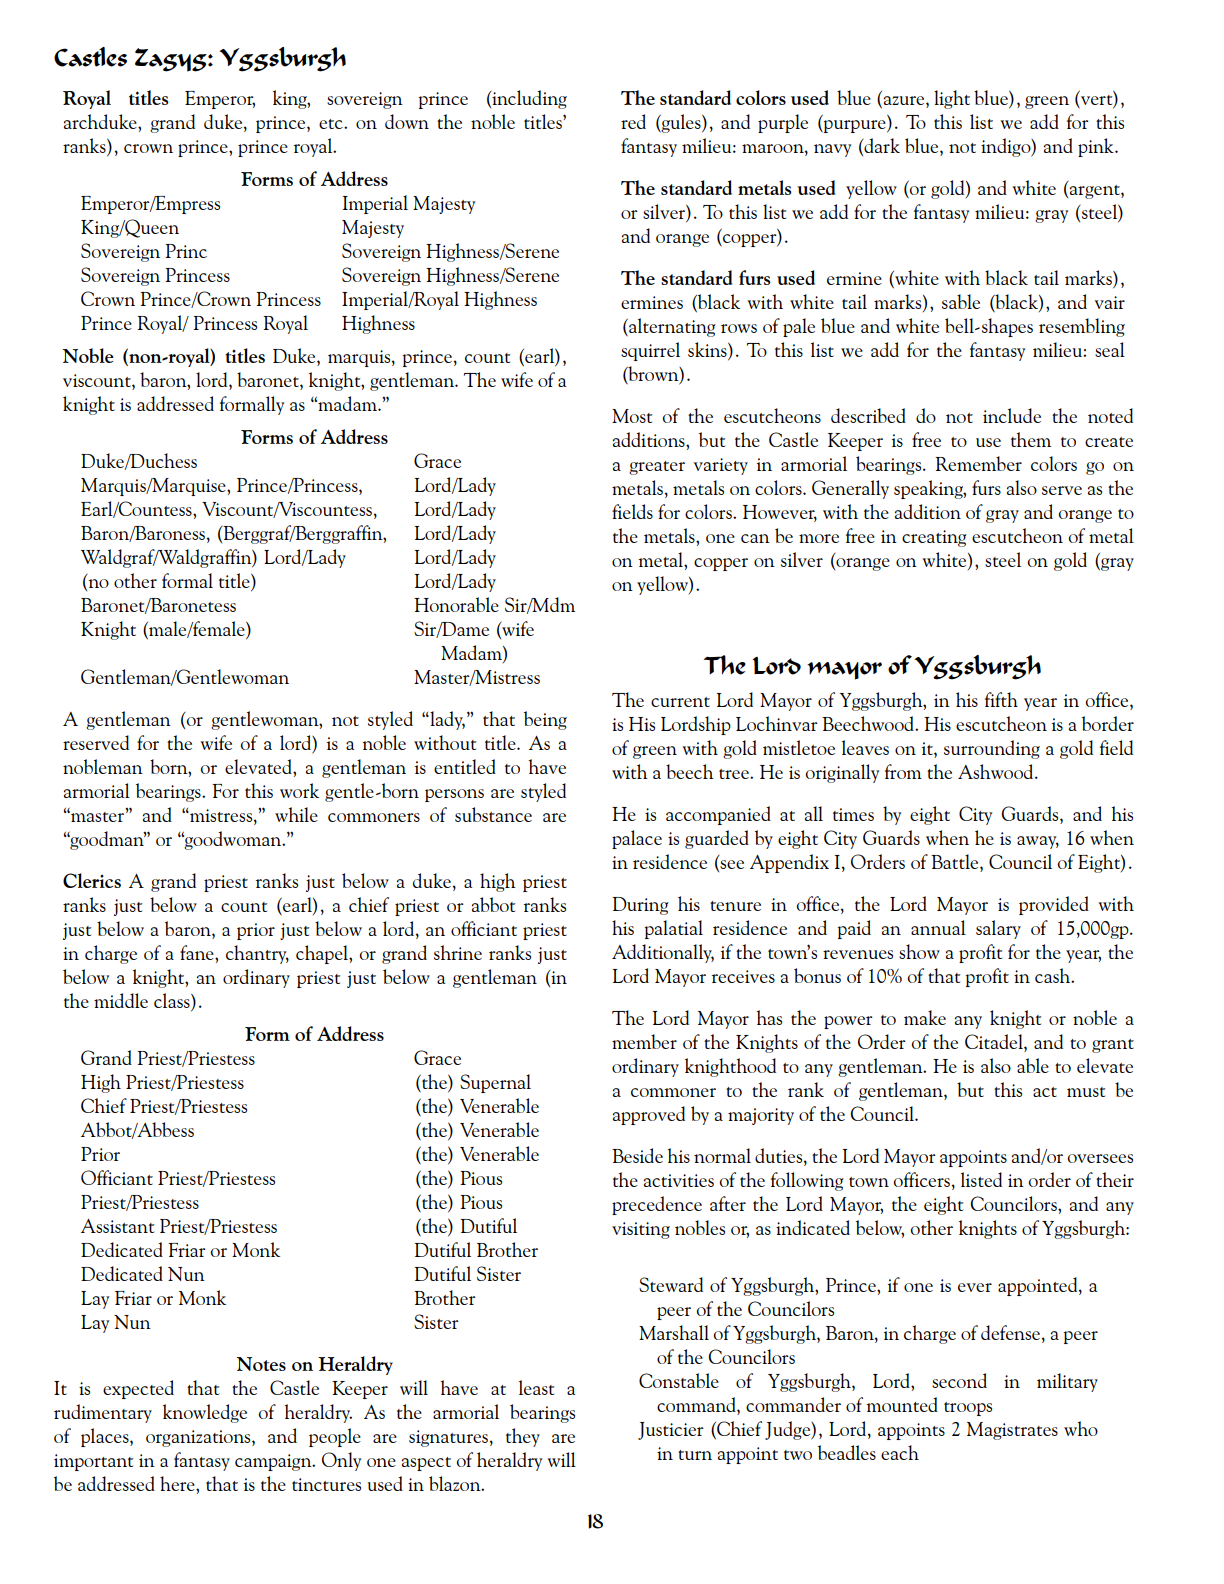 Castles Zagyg: Yggsburgh
Royal titles Emperor, king, sovereign prince (including
archduke, grand duke, prince, etc. on down the noble titles’
ranks), crown prince, prince royal.
Forms of Address
Emperor/Empress Imperial Majesty
King/Queen Majesty
Sovereign Princ Sovereign Highness/Serene
Sovereign Princess Sovereign Highness/Serene
Crown Prince/Crown Princess Imperial/Royal Highness
Prince Royal/ Princess Royal Highness
Noble (non-royal) titles Duke, marquis, prince, count (earl),
viscount, baron, lord, baronet, knight, gentleman. The wife of a
knight is addressed formally as “madam.”
Forms of Address
Duke/Duchess Grace
Marquis/Marquise, Prince/Princess, Lord/Lady
Earl/Countess, Viscount/Viscountess, Lord/Lady
Baron/Baroness, (Berggraf/Berggraffin, Lord/Lady
Waldgraf/Waldgraffin) Lord/Lady Lord/Lady
(no other formal title) Lord/Lady
Baronet/Baronetess Honorable Sir/Mdm
Knight (male/female) Sir/Dame (wife
Madam)
Gentleman/Gentlewoman Master/Mistress
A gentleman (or gentlewoman, not styled “lady,” that being
reserved for the wife of a lord) is a noble without title. As a
nobleman born, or elevated, a gentleman is entitled to have
armorial bearings. For this work gentle-born persons are styled
“master” and “mistress,” while commoners of substance are
“goodman” or “goodwoman.”
Clerics A grand priest ranks just below a duke, a high priest
ranks just below a count (earl), a chief priest or abbot ranks
just below a baron, a prior just below a lord, an officiant priest
in charge of a fane, chantry, chapel, or grand shrine ranks just
below a knight, an ordinary priest just below a gentleman (in
the middle class).
Form of Address
Grand Priest/Priestess Grace
High Priest/Priestess (the) Supernal
Chief Priest/Priestess (the) Venerable
Abbot/Abbess (the) Venerable
Prior (the) Venerable
Officiant Priest/Priestess (the) Pious
Priest/Priestess (the) Pious
Assistant Priest/Priestess (the) Dutiful
Dedicated Friar or Monk Dutiful Brother
Dedicated Nun Dutiful Sister
Lay Friar or Monk Brother
Lay Nun Sister
Notes on Heraldry
It is expected that the Castle Keeper will have at least a
rudimentary knowledge of heraldry. As the armorial bearings
of places, organizations, and people are signatures, they are
important in a fantasy campaign. Only one aspect of heraldry will
be addressed here, that is the tinctures used in blazon.
The standard colors used blue (azure, light blue), green (vert),
red (gules), and purple (purpure). To this list we add for this
fantasy milieu: maroon, navy (dark blue, not indigo) and pink.
The standard metals used yellow (or gold) and white (argent,
or silver). To this list we add for the fantasy milieu: gray (steel)
and orange (copper).
The standard furs used ermine (white with black tail marks),
ermines (black with white tail marks), sable (black), and vair
(alternating rows of pale blue and white bell-shapes resembling
squirrel skins). To this list we add for the fantasy milieu: seal
(brown).
Most of the escutcheons described do not include the noted
additions, but the Castle Keeper is free to use them to create
a greater variety in armorial bearings. Remember colors go on
metals, metals on colors. Generally speaking, furs also serve as the
fields for colors. However, with the addition of gray and orange to
the metals, one can be more free in creating escutcheon of metal
on metal, copper on silver (orange on white), steel on gold (gray
on yellow).
The Lord mayor of Yggsburgh
The current Lord Mayor of Yggsburgh, in his fifth year in office,
is His Lordship Lochinvar Beechwood. His escutcheon is a border
of green with gold mistletoe leaves on it, surrounding a gold field
with a beech tree. He is originally from the Ashwood.
He is accompanied at all times by eight City Guards, and his
palace is guarded by eight City Guards when he is away, 16 when
in residence (see Appendix I, Orders of Battle, Council of Eight).
During his tenure in office, the Lord Mayor is provided with
his palatial residence and paid an annual salary of 15,000gp.
Additionally, if the town’s revenues show a profit for the year, the
Lord Mayor receives a bonus of 10% of that profit in cash.
The Lord Mayor has the power to make any knight or noble a
member of the Knights of the Order of the Citadel, and to grant
ordinary knighthood to any gentleman. He is also able to elevate
a commoner to the rank of gentleman, but this act must be
approved by a majority of the Council.
Beside his normal duties, the Lord Mayor appoints and/or oversees
the activities of the following town officers, listed in order of their
precedence after the Lord Mayor, the eight Councilors, and any
visiting nobles or, as indicated below, other knights of Yggsburgh:
Steward of Yggsburgh, Prince, if one is ever appointed, a
peer of the Councilors
Marshall of Yggsburgh, Baron, in charge of defense, a peer
of the Councilors
Constable of Yggsburgh, Lord, second in military
command, commander of mounted troops
Justicier (Chief Judge), Lord, appoints 2 Magistrates who
in turn appoint two beadles each
18